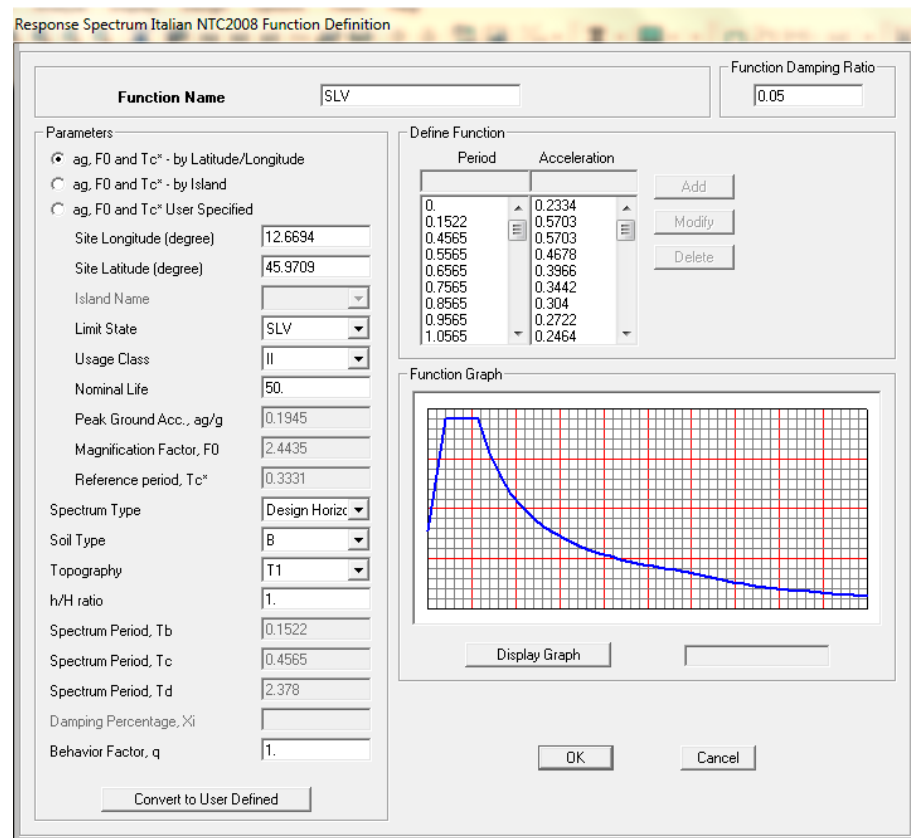 Response Spectrum Italian NTC2008 Function Definition
Function Name
SLV
Function Damping Ratio
0.05
Parameters
ag, F0 and Tc* - by Latitude/Longitude
ag, F0 and Tc* - by Island
ag, F0 and Tc* User Specified
Site Longitude (degree) 12.6694
Site Latitude (degree) 45.9709
Island Name
Limit State SLV
Usage Class II
Nominal Life 50.
Peak Ground Acc., ag/g 0.1945
Magnification Factor, F0 2.4435
Reference period, Tc* 0.3331
Spectrum Type Design Horizc
Soil Type B
Topography T1
h/H ratio 1.
Spectrum Period, Tb 0.1522
Spectrum Period, Tc 0.4565
Spectrum Period, Td 2.378
Damping Percentage, Xi
Behavior Factor, q 1.
Convert to User Defined
Define Function
Period Acceleration
0. 0.2334
0.1522 0.5703
0.4565 0.5703
0.5565 0.4678
0.6565 0.3966
0.7565 0.3442
0.8565 0.304
0.9565 0.2722
1.0565 0.2464
Add
Modify
Delete
Function Graph
Display Graph
OK Cancel